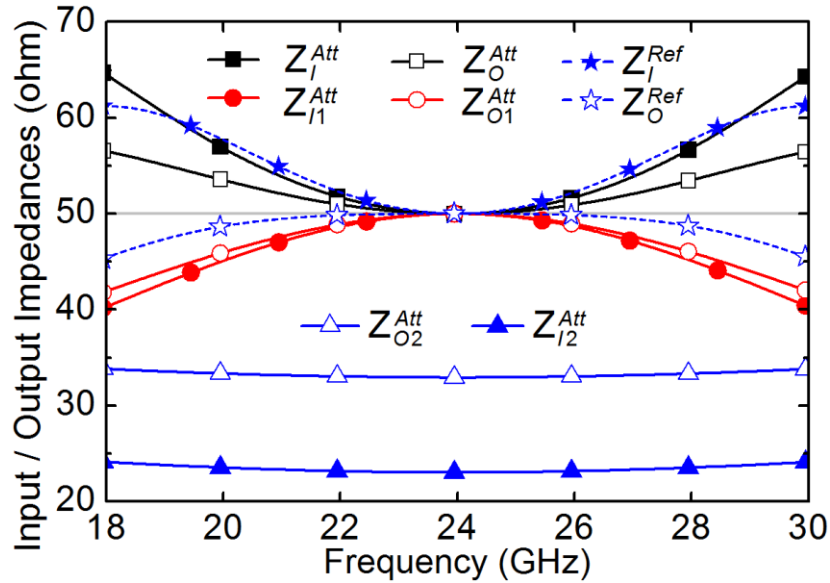 70
60
50
40
30
20
Input / Output Impedances (ohm)
Z_I^Att Z_O^Att Z_I^Ref
Z_I1^Att Z_O1^Att Z_O^Ref
Z_O2^Att Z_I2^Att
18 20 22 24 26 28 30
Frequency (GHz)